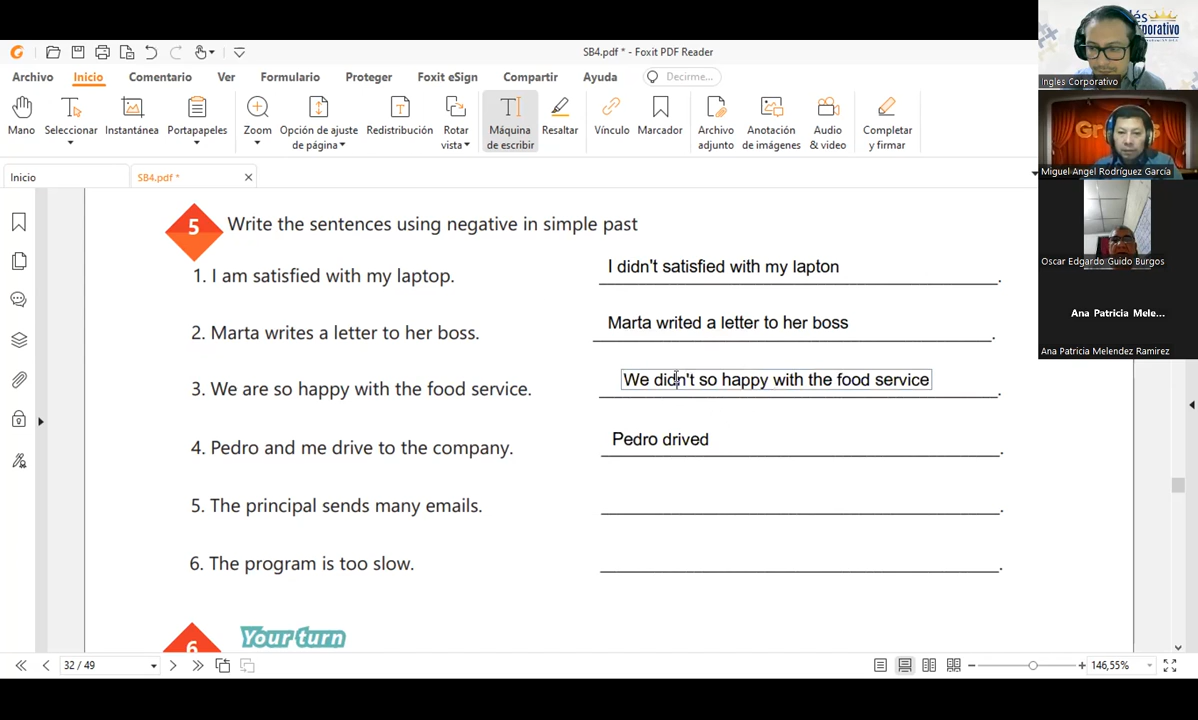 SB4.pdf * - Foxit PDF Reader
Archivo Inicio Comentario Ver Formulario Proteger Foxit eSign Compartir Ayuda Decirme...
Mano Seleccionar Instantánea Portapapeles Zoom Opción de ajuste de página Redistribución Rotar vista Máquina de escribir Resaltar Vínculo Marcador Archivo adjunto Anotación de imágenes Audio & video Completar y firmar
Inicio SB4.pdf *
5 Write the sentences using negative in simple past
1. I am satisfied with my laptop. I didn't satisfied with my lapton
2. Marta writes a letter to her boss. Marta writed a letter to her boss
3. We are so happy with the food service. We didn't so happy with the food service
4. Pedro and me drive to the company. Pedro drived
5. The principal sends many emails.
6. The program is too slow.
6 Your turn
32 / 49 146,55%
Inglés Corporativo
Miguel Angel Rodríguez García
Oscar Edgardo Guido Burgos
Ana Patricia Mele...
Ana Patricia Melendez Ramirez